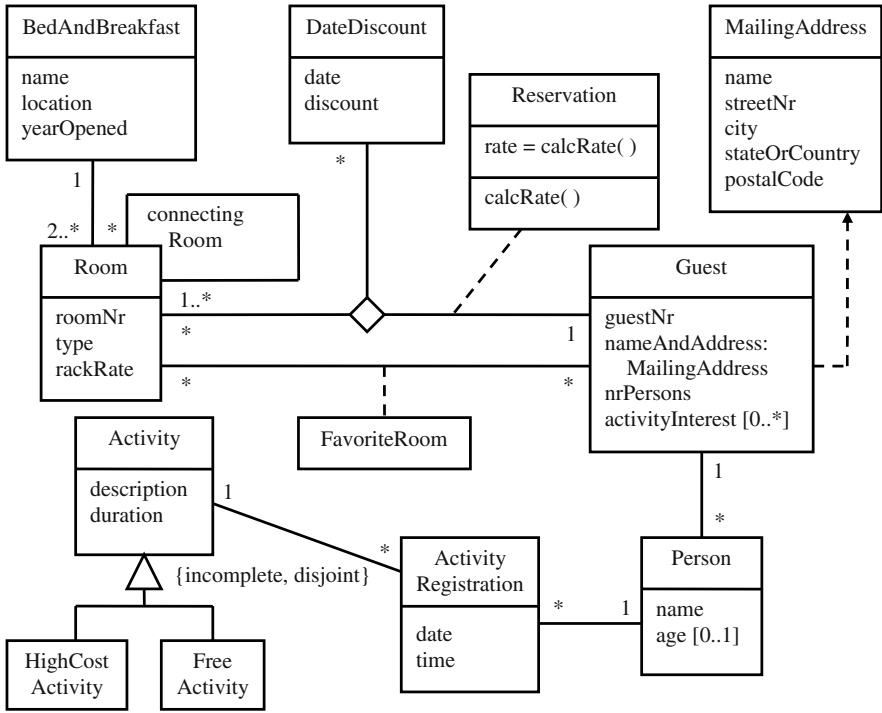 BedAndBreakfast
name
location
yearOpened
DateDiscount
date
discount
Reservation
rate = calcRate( )
calcRate( )
MailingAddress
name
streetNr
city
stateOrCountry
postalCode
1
2..*
*
connecting
Room
*
Room
roomNr
type
rackRate
1..*
*
1
*
*
Guest
guestNr
nameAndAddress:
MailingAddress
nrPersons
activityInterest [0..*]
FavoriteRoom
Activity
description
duration
1
*
{incomplete, disjoint}
HighCost
Activity
Free
Activity
Activity
Registration
date
time
*
1
1
*
Person
name
age [0..1]